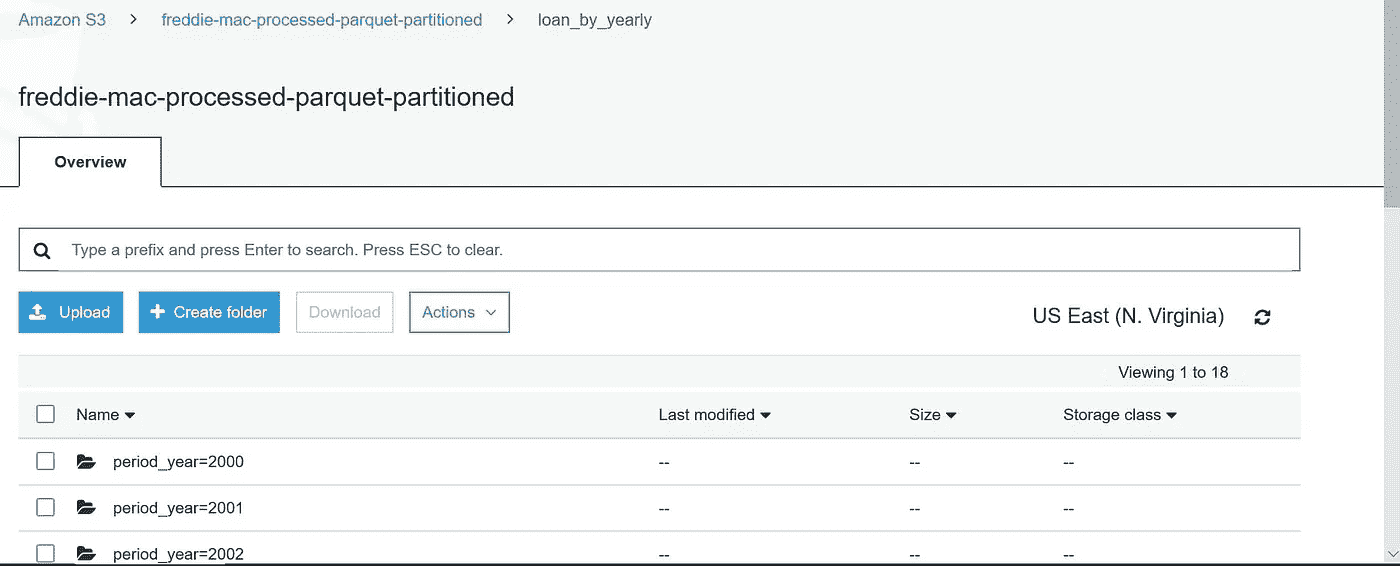 Amazon S3 > freddie-mac-processed-parquet-partitioned > loan_by_yearly
freddie-mac-processed-parquet-partitioned
Overview
Type a prefix and press Enter to search. Press ESC to clear.
Upload + Create folder Download Actions US East (N. Virginia)
Viewing 1 to 18
Name Last modified Size Storage class
period_year=2000 -- -- --
period_year=2001 -- -- --
period_year=2002 -- -- --